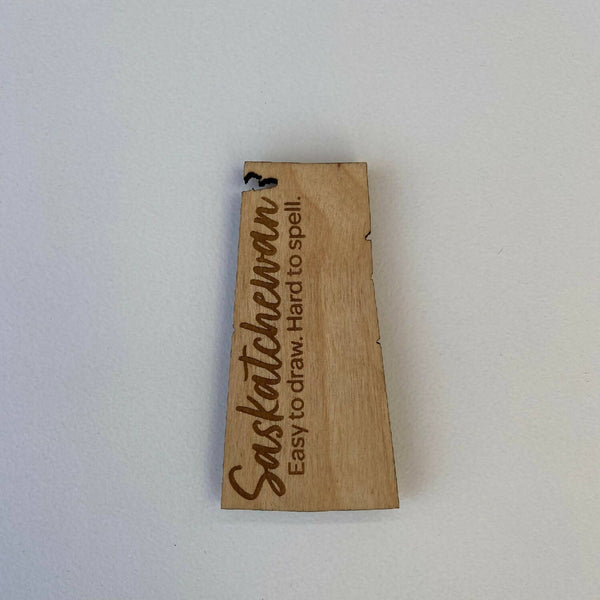 Saskatchewan
Easy to draw. Hard to spell.